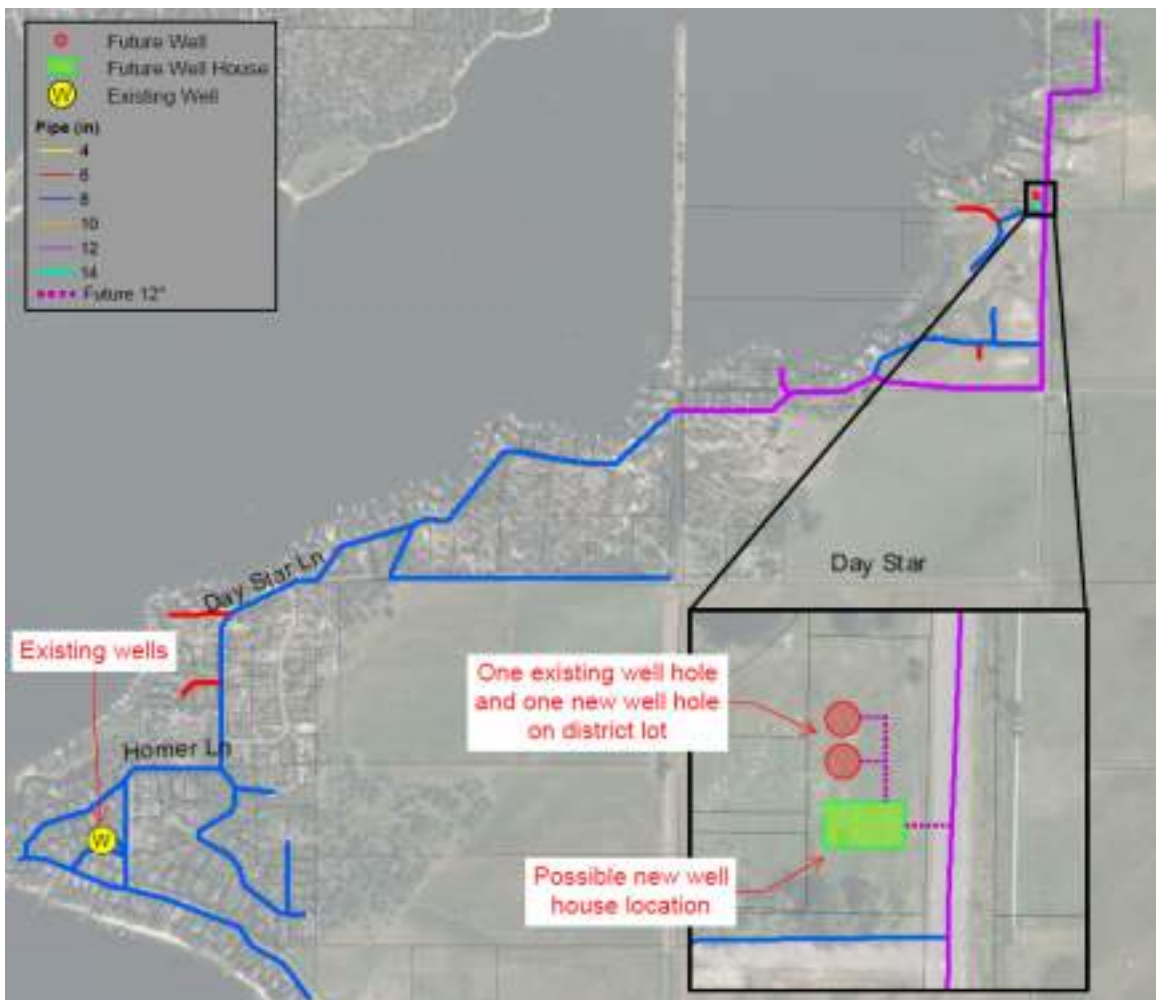 Future Well
Future Well House
W
Existing Well
Pipe (in)
4
6
8
10
12
14
Future 12"
Day Star Ln
Day Star
Existing wells
One existing well hole
and one new well hole
on district lot
Homer Ln
W
Possible new well
house location